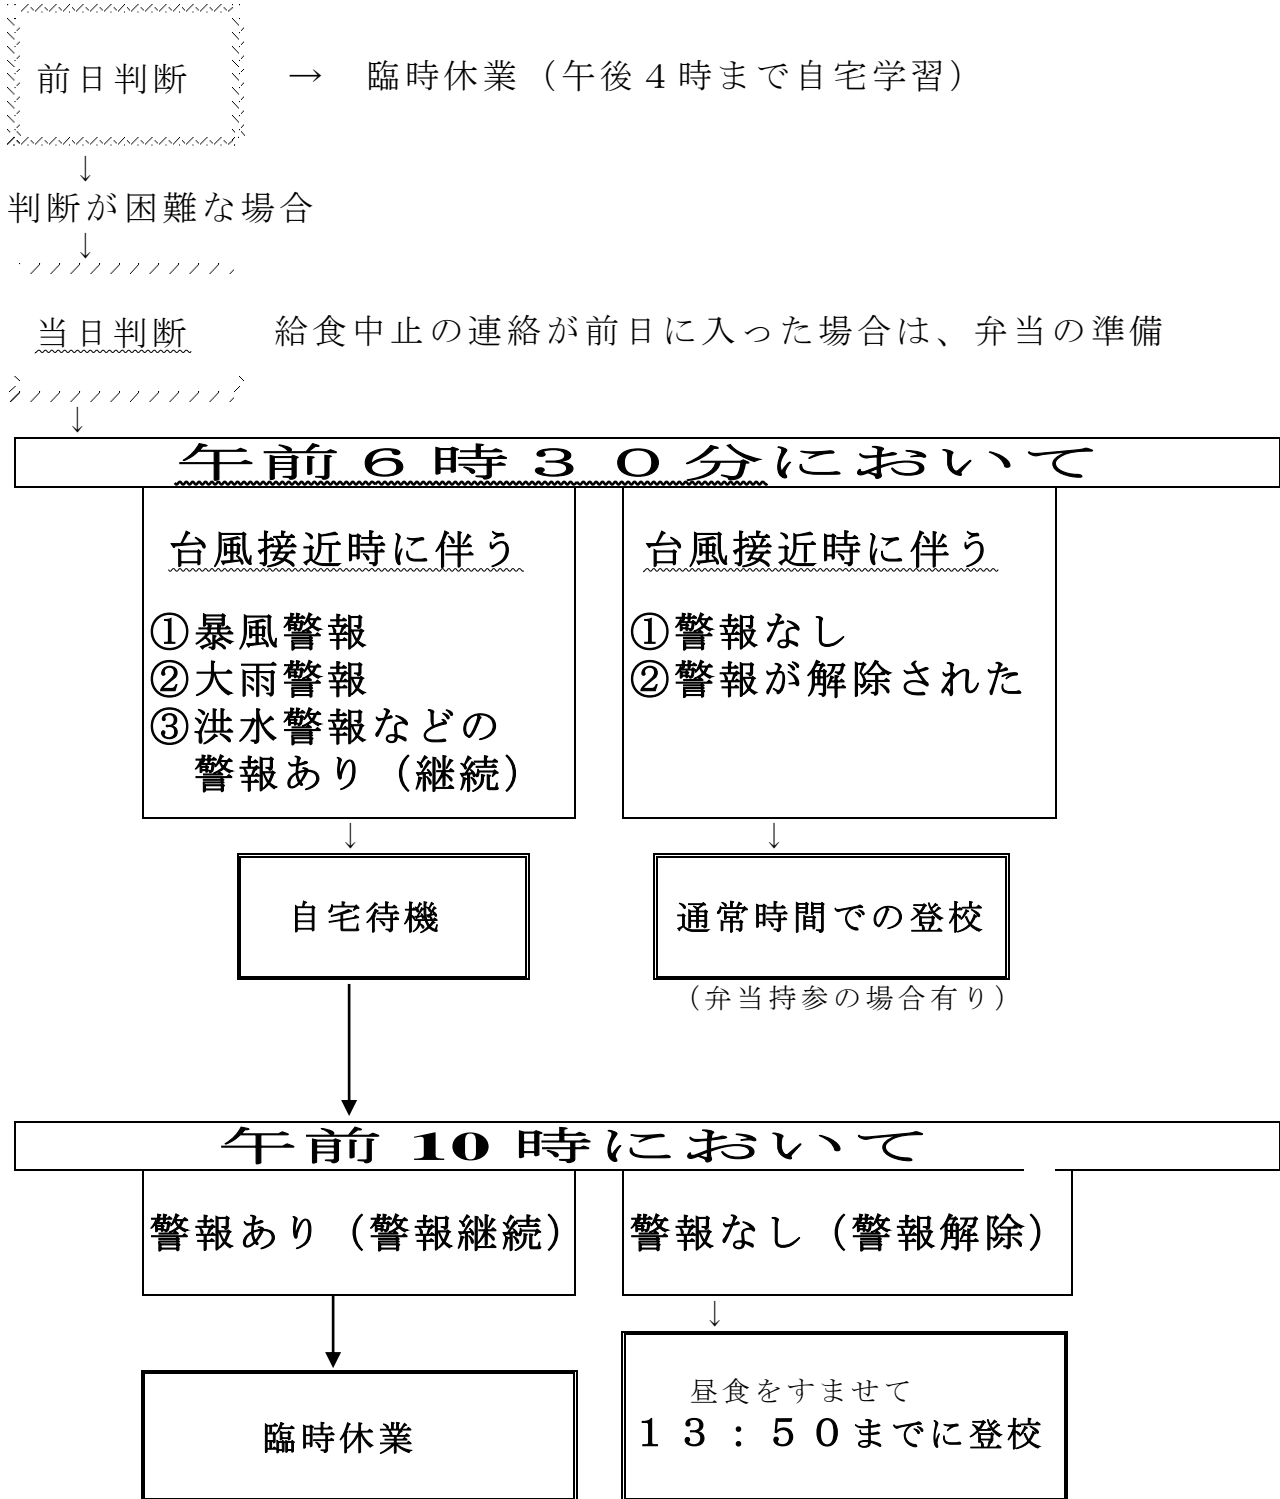 前日判断 → 臨時休業（午後４時まで自宅学習）
↓
判断が困難な場合
↓
当日判断 給食中止の連絡が前日に入った場合は、弁当の準備
↓
午前６時３０分において
台風接近時に伴う
①暴風警報
②大雨警報
③洪水警報などの
警報あり（継続）
台風接近時に伴う
①警報なし
②警報が解除された
↓
↓
自宅待機
通常時間での登校
（弁当持参の場合有り）
午前10時において
警報あり（警報継続）
警報なし（警報解除）
↓
臨時休業
昼食をすませて
１３：５０までに登校